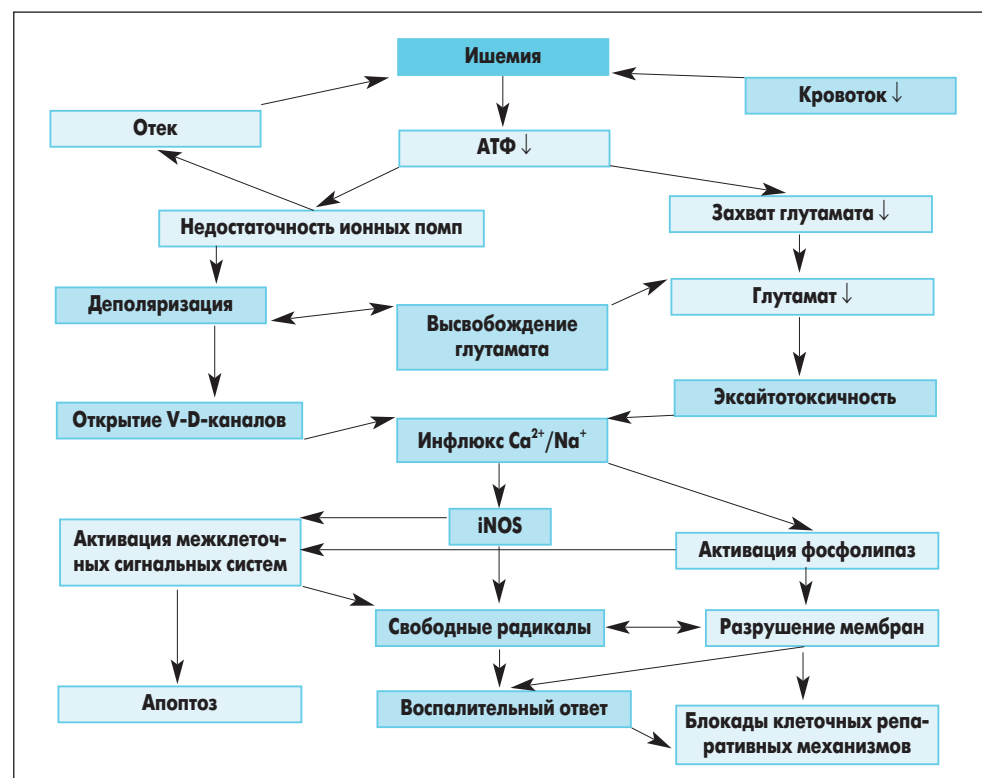 Ишемия
Кровоток ↓
Отек
АТФ ↓
Недостаточность ионных помп
Захват глутамата ↓
Деполяризация
Высвобождение
глутамата
Глутамат ↓
Открытие V-D-каналов
Эксайтотоксичность
Инфлюкс Ca²⁺/Na⁺
iNOS
Активация межклеточ-
ных сигнальных систем
Активация фосфолипаз
Свободные радикалы
Разрушение мембран
Апоптоз
Воспалительный ответ
Блокады клеточных репа-
ративных механизмов